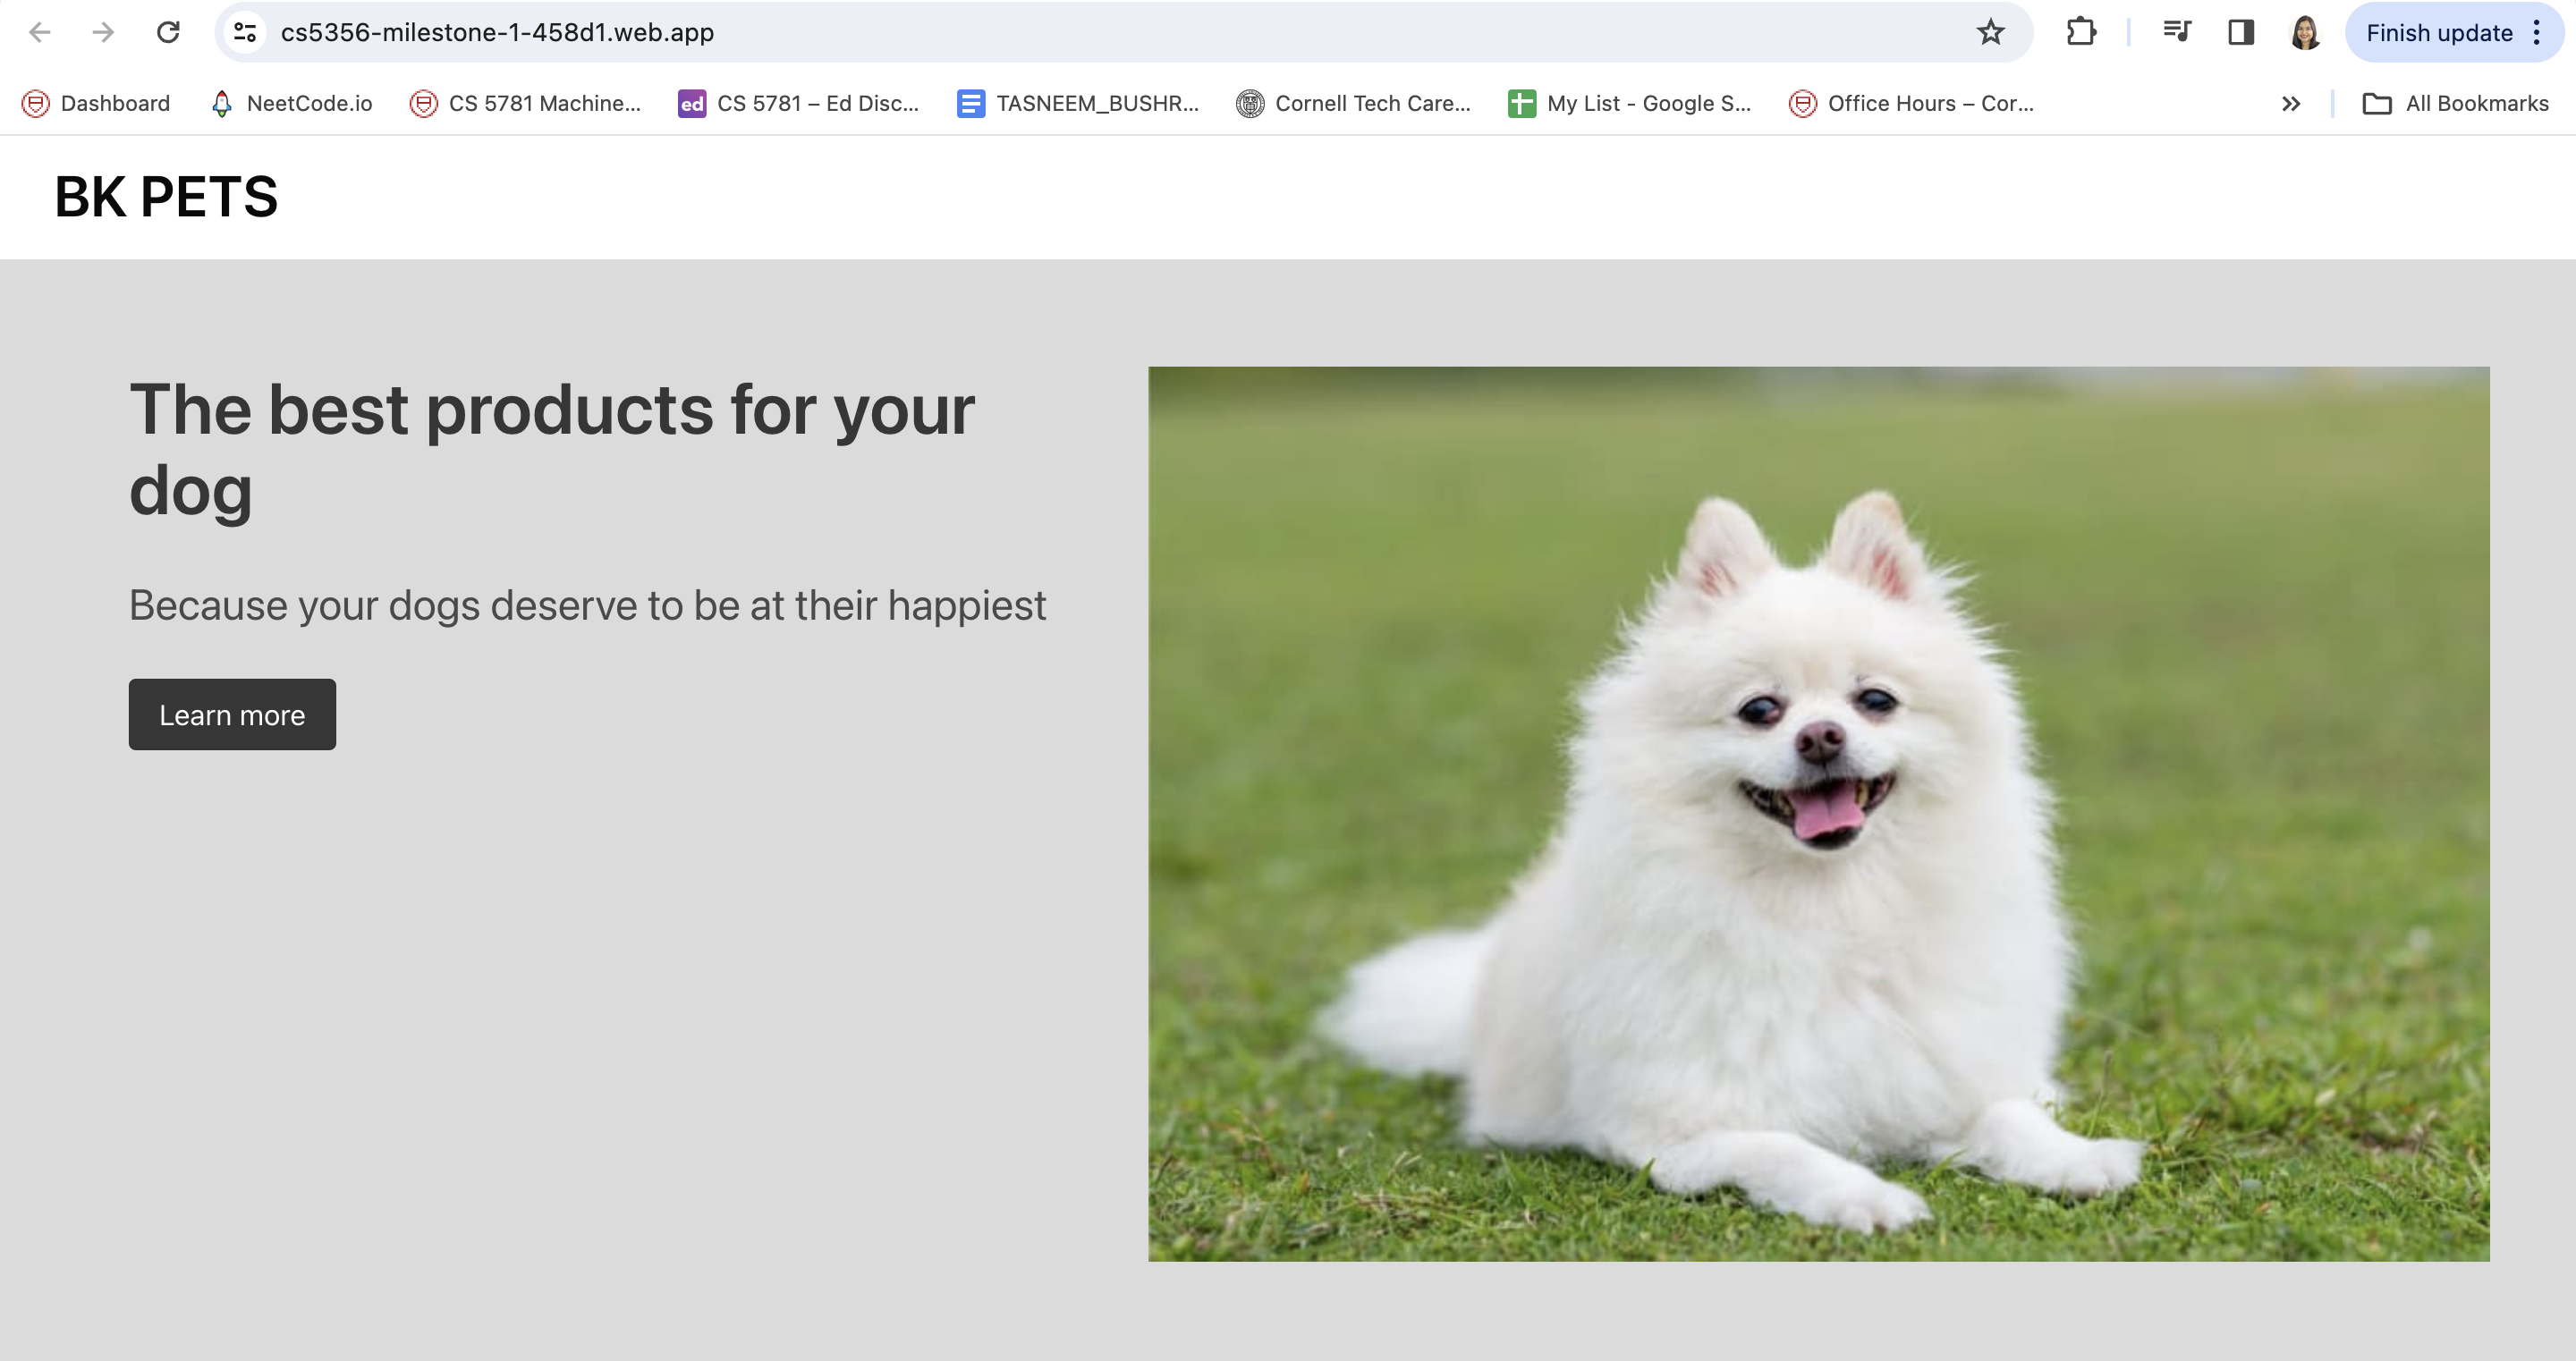 cs5356-milestone-1-458d1.web.app
Finish update
Dashboard
NeetCode.io
CS 5781 Machine...
ed
CS 5781 – Ed Disc...
TASNEEM_BUSHR...
Cornell Tech Care...
My List - Google S...
Office Hours – Cor...
All Bookmarks
BK PETS
The best products for your
dog
Because your dogs deserve to be at their happiest
Learn more